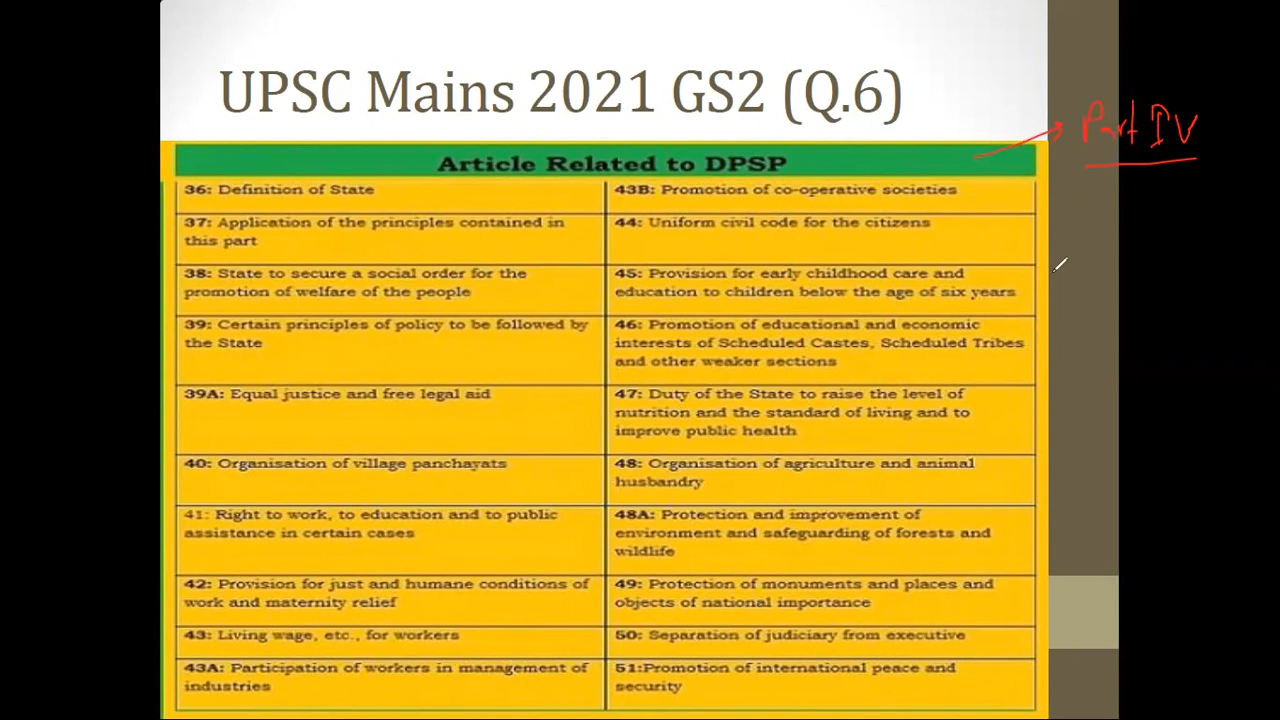 UPSC Mains 2021 GS2 (Q.6)
Part IV
Article Related to DPSP
36: Definition of State
43B: Promotion of co-operative societies
37: Application of the principles contained in
this part
44: Uniform civil code for the citizens
38: State to secure a social order for the
promotion of welfare of the people
45: Provision for early childhood care and
education to children below the age of six years
39: Certain principles of policy to be followed by
the State
46: Promotion of educational and economic
interests of Scheduled Castes, Scheduled Tribes
and other weaker sections
39A: Equal justice and free legal aid
47: Duty of the State to raise the level of
nutrition and the standard of living and to
improve public health
40: Organisation of village panchayats
48: Organisation of agriculture and animal
husbandry
41: Right to work, to education and to public
assistance in certain cases
48A: Protection and improvement of
environment and safeguarding of forests and
wildlife
42: Provision for just and humane conditions of
work and maternity relief
49: Protection of monuments and places and
objects of national importance
43: Living wage, etc., for workers
50: Separation of judiciary from executive
43A: Participation of workers in management of
industries
51:Promotion of international peace and
security